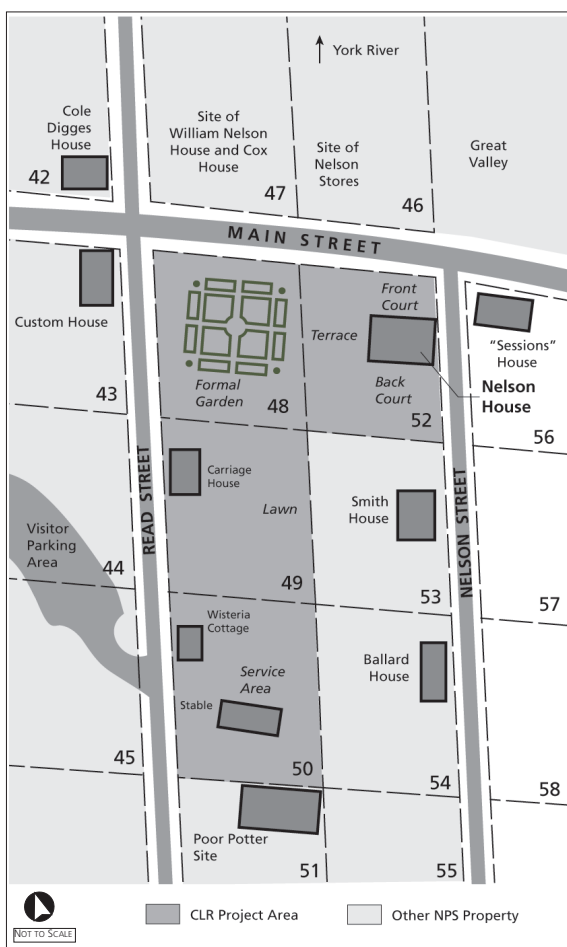 York River
Cole
Digges
House
42
Site of
William Nelson
House and Cox
House
47
Site of
Nelson
Stores
46
Great
Valley
MAIN STREET
Custom House
43
Formal
Garden
48
Terrace
Front
Court
Back
Court
52
"Sessions"
House
Nelson
House
56
READ STREET
Carriage
House
Lawn
49
Smith
House
53
NELSON STREET
57
Visitor
Parking
Area
44
Wisteria
Cottage
Service
Area
Stable
50
Ballard
House
54
58
45
Poor Potter
Site
51
55
NOT TO SCALE
CLR Project Area
Other NPS Property